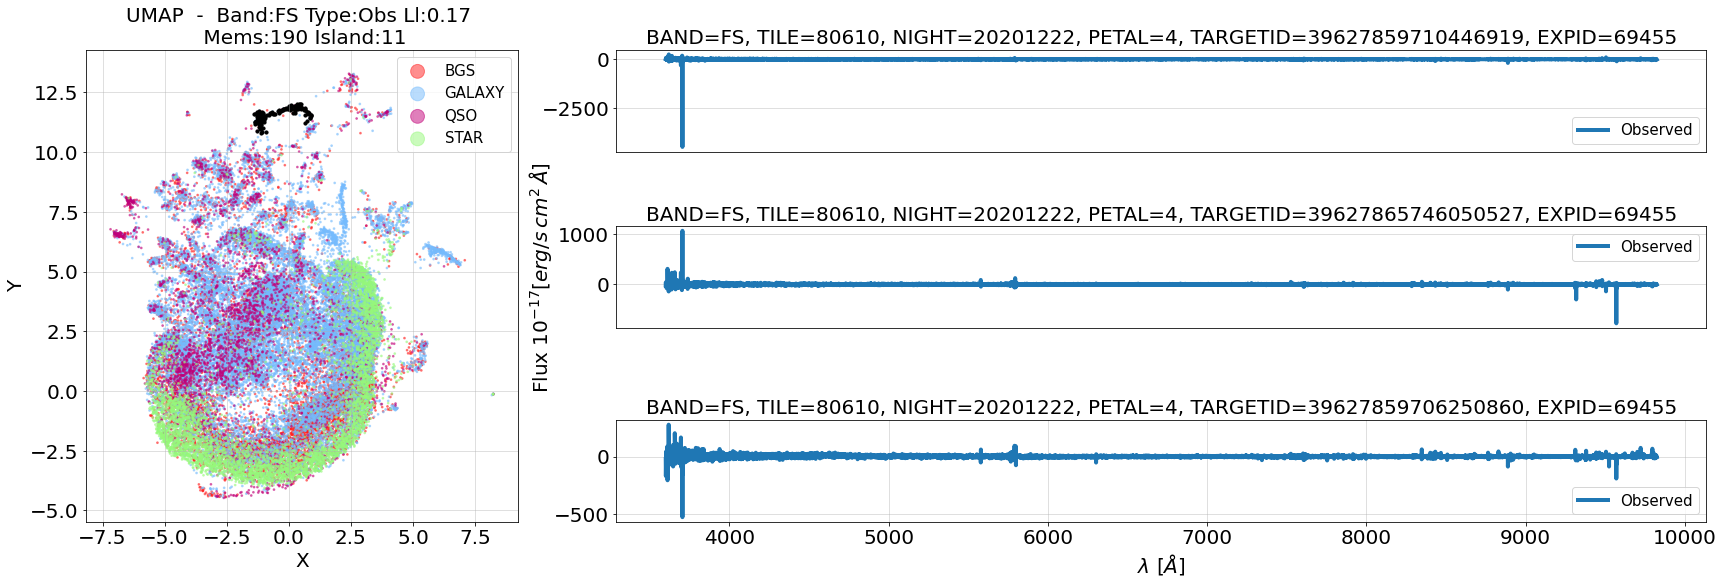 UMAP - Band:FS Type:Obs Ll:0.17
Mems:190 Island:11
BGS
GALAXY
QSO
STAR
12.5
10.0
7.5
5.0
2.5
0.0
−2.5
−5.0
Y
−7.5 −5.0 −2.5 0.0 2.5 5.0 7.5
X
Flux 10⁻¹⁷[erg/s cm² Å]
BAND=FS, TILE=80610, NIGHT=20201222, PETAL=4, TARGETID=39627859710446919, EXPID=69455
0
−2500
Observed
BAND=FS, TILE=80610, NIGHT=20201222, PETAL=4, TARGETID=39627865746050527, EXPID=69455
1000
0
Observed
BAND=FS, TILE=80610, NIGHT=20201222, PETAL=4, TARGETID=39627859706250860, EXPID=69455
0
−500
Observed
4000 5000 6000 7000 8000 9000 10000
λ [Å]